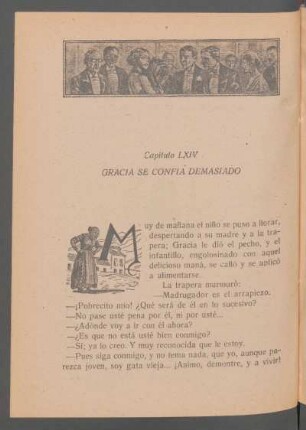 Capítulo LXIV
GRACIA SE CONFIA DEMASIADO
Muy de mañana el niño se puso a llorar,
despertando a su madre y a la tra-
pera; Gracia le dió el pecho, y el
infantillo, engolosinado con aquel
delicioso maná, se calló y se aplicó
a alimentarse.
La trapera murmuró:
—Madrugador es el arrapiezo.
—¡Pobrecito mío! ¿Qué será de él en lo sucesivo?
—No pase usté pena por él, ni por usté...
—¿Adónde voy a ir con él ahora?
—¿Es que no está usté bien conmigo?
—Sí; ya lo creo. Y muy reconocida que le estoy.
—Pues siga conmigo, y no tema nada, que yo, aunque pa-
rezca joven, soy gata vieja... ¡Animo, demontre, y a vivir!